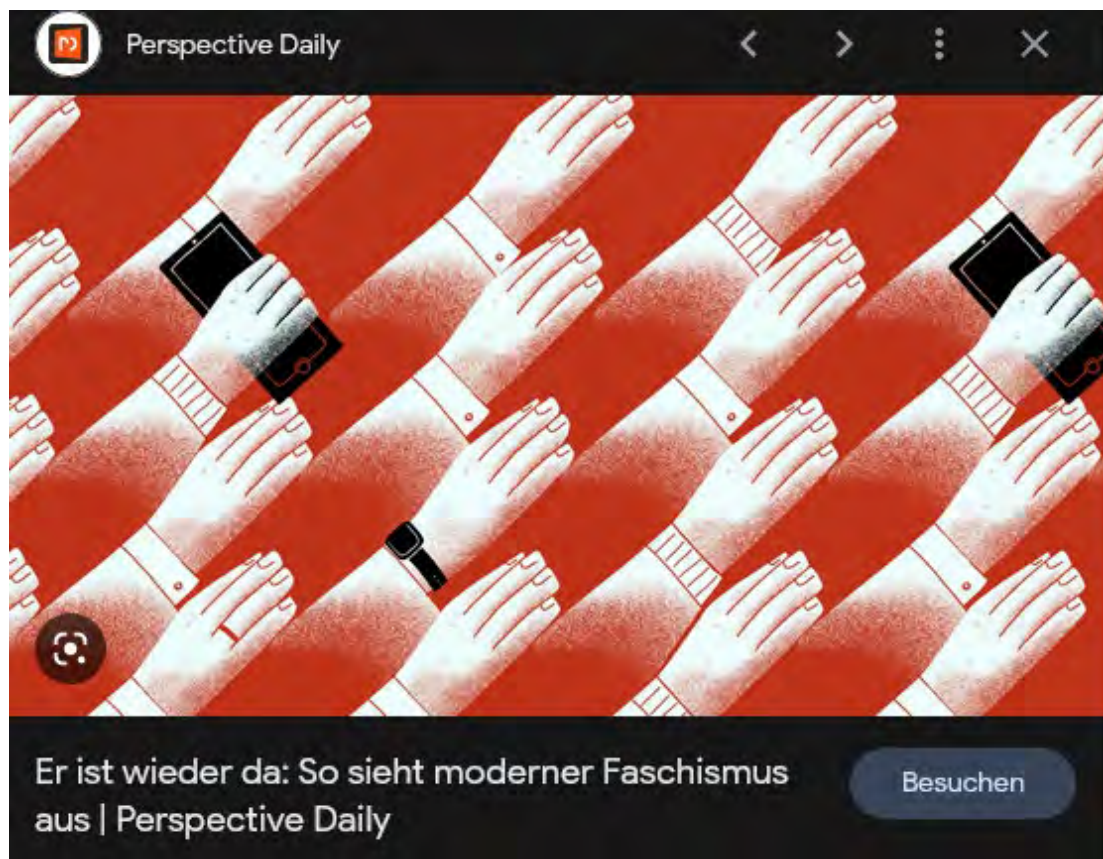 Perspective Daily
Er ist wieder da: So sieht moderner Faschismus
aus | Perspective Daily
Besuchen